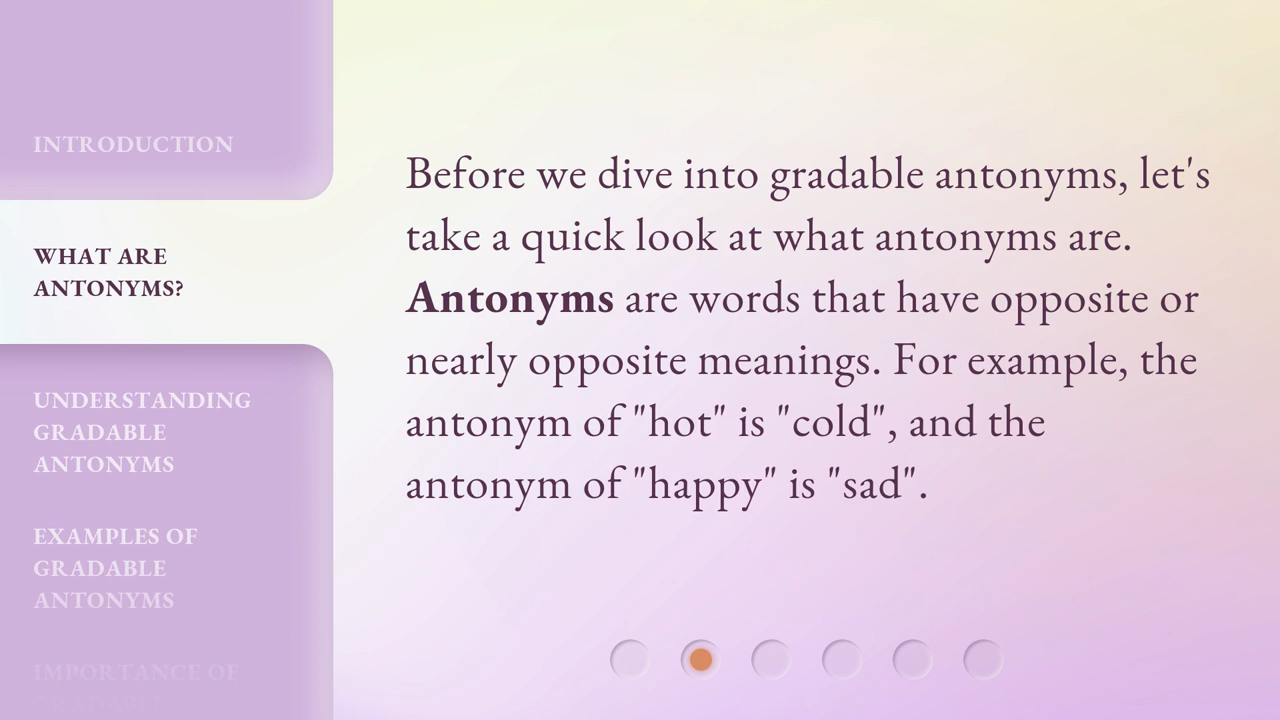 INTRODUCTION
WHAT ARE
ANTONYMS?
UNDERSTANDING
GRADABLE
ANTONYMS
EXAMPLES OF
GRADABLE
ANTONYMS
IMPORTANCE OF
GRADABLE
Before we dive into gradable antonyms, let's
take a quick look at what antonyms are.
Antonyms are words that have opposite or
nearly opposite meanings. For example, the
antonym of "hot" is "cold", and the
antonym of "happy" is "sad".